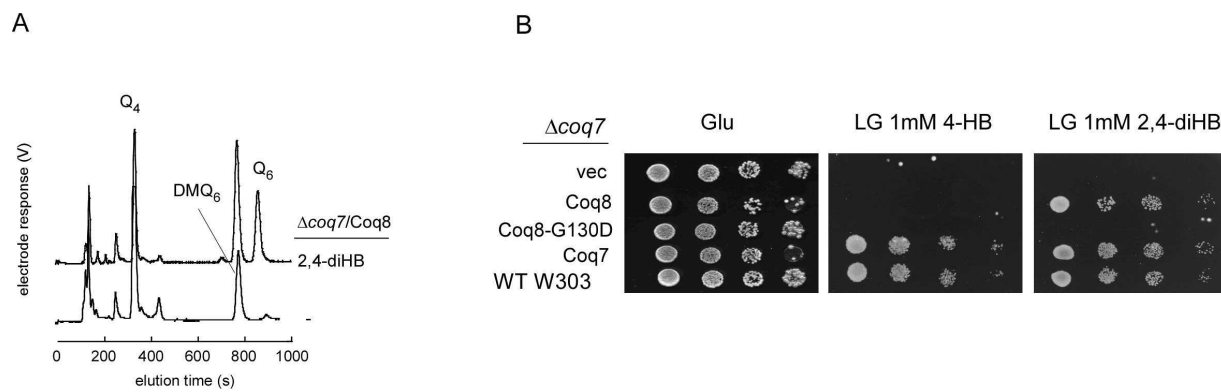 A
electrode response (V)
Q4
DMQ6
Q6
Δcoq7/Coq8
2,4-diHB
-
0 200 400 600 800 1000
elution time (s)
B
Δcoq7
Glu
LG 1mM 4-HB
LG 1mM 2,4-diHB
vec
Coq8
Coq8-G130D
Coq7
WT W303